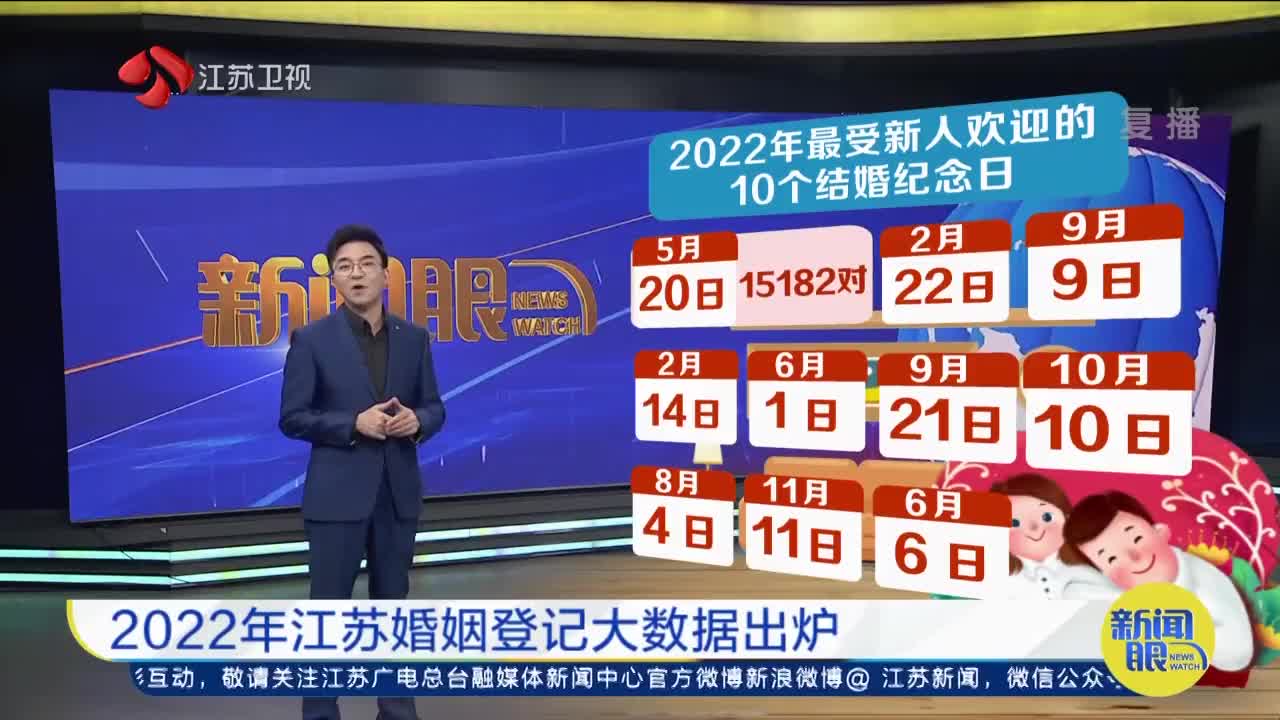 江苏卫视
复播
2022年最受新人欢迎的
10个结婚纪念日
5月
20日
15182对
2月
22日
9月
9日
新闻眼
NEWS
WATCH
2月
14日
6月
1日
9月
21日
10月
10日
8月
4日
11月
11日
6月
6日
2022年江苏婚姻登记大数据出炉
新闻
眼
NEWS
WATCH
互动，敬请关注江苏广电总台融媒体新闻中心官方微博新浪微博@ 江苏新闻，微信公众